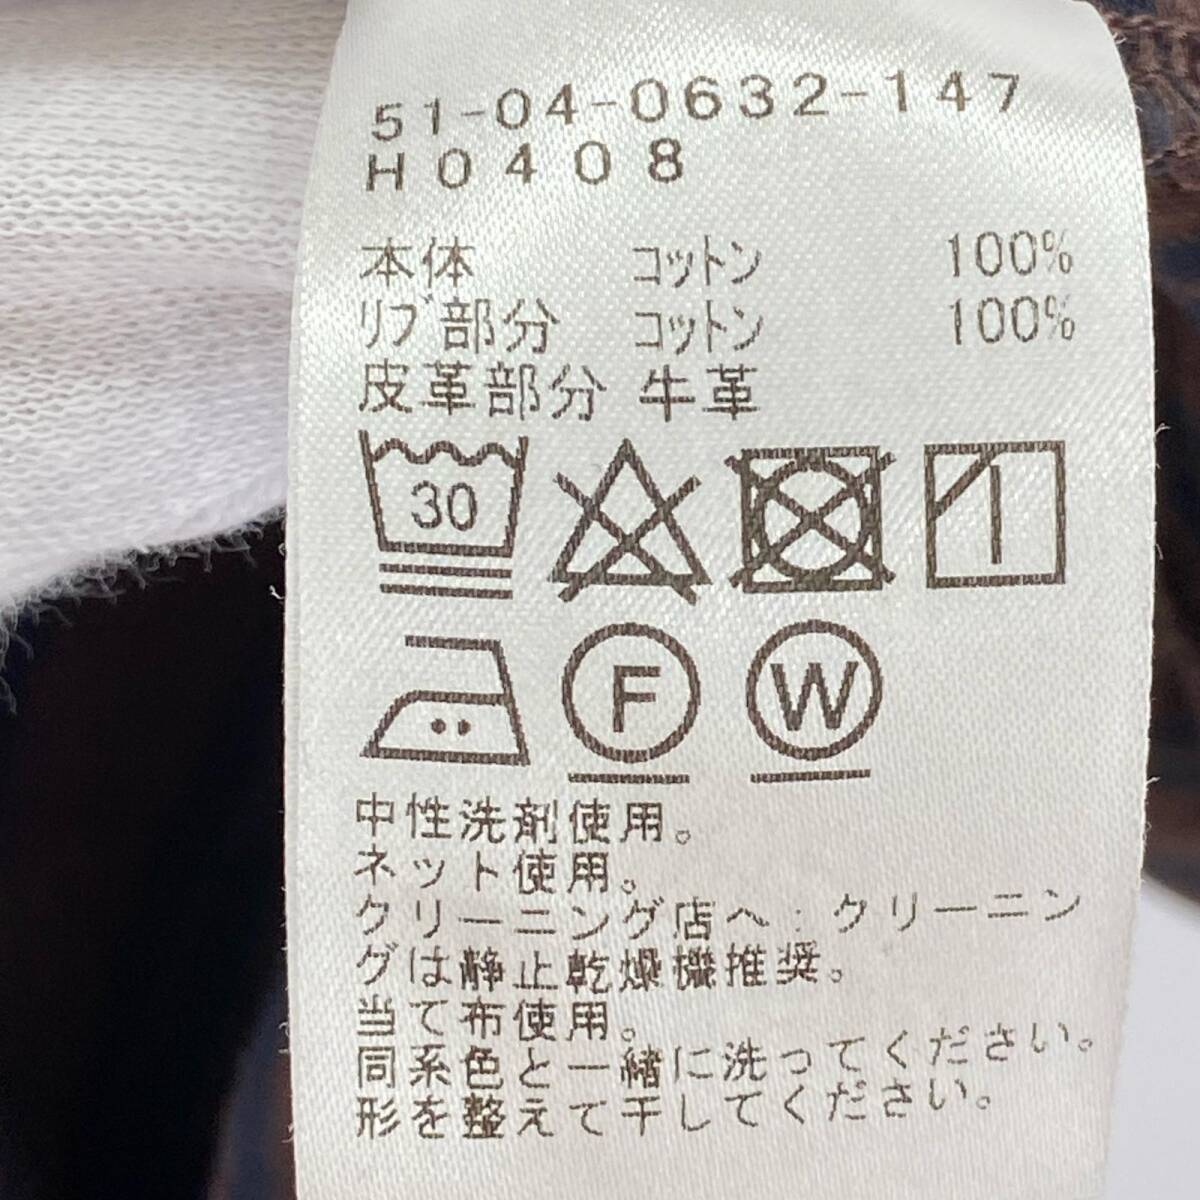 51-04-0632-147
H0408
本体 コットン 100%
リブ部分 コットン 100%
皮革部分 牛革
30
F W
中性洗剤使用。
ネット使用。
クリーニング店へ:クリーニン
グは静止乾燥機推奨。
当て布使用。
同系色と一緒に洗ってください。
形を整えて干してください。